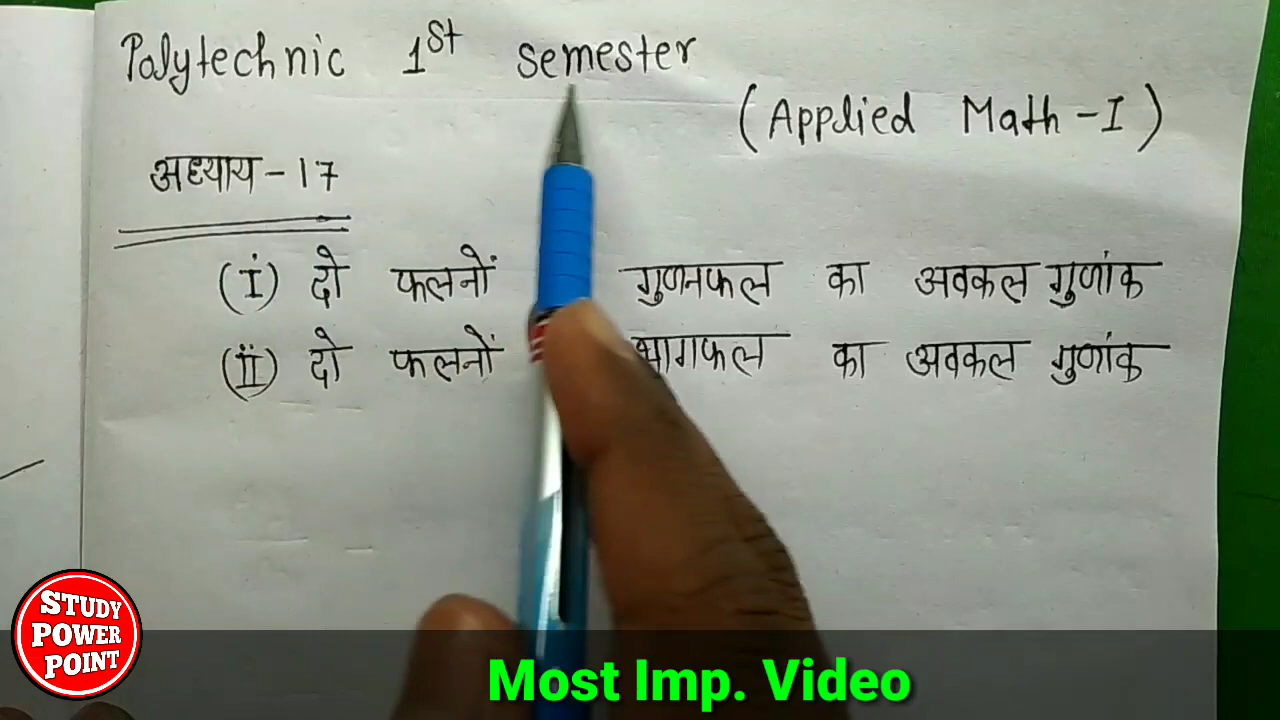 Polytechnic 1st semester
(Applied Math-I)
अध्याय-17
(i) दो फलनों गुणनफल का अवकल गुणांक
(ii) दो फलनों भागफल का अवकल गुणांक
STUDY
POWER
POINT
Most Imp. Video